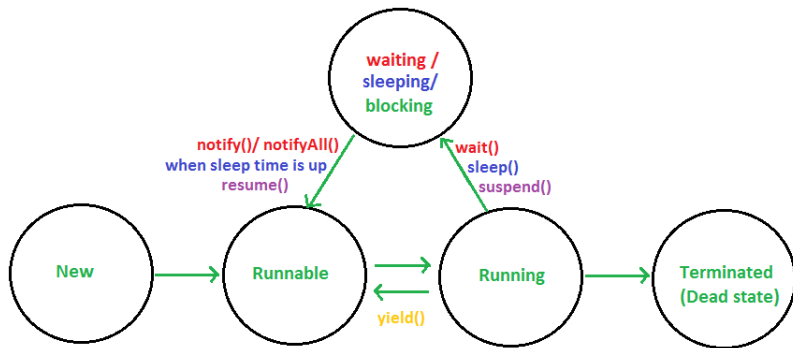 waiting /
sleeping/
blocking
notify()/ notifyAll()
when sleep time is up
resume()
wait()
sleep()
suspend()
New
Runnable
Running
Terminated
(Dead state)
yield()